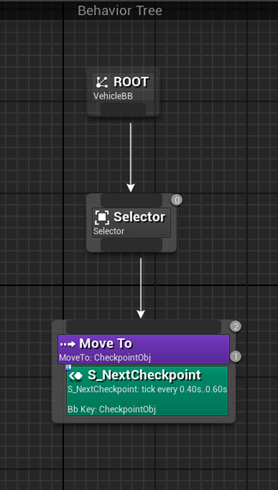 Behavior Tree
ROOT
VehicleBB
0
Selector
Selector
2
Move To
MoveTo: CheckpointObj
1
S_NextCheckpoint
S_NextCheckpoint: tick every 0.40s..0.60s
Bb Key: CheckpointObj